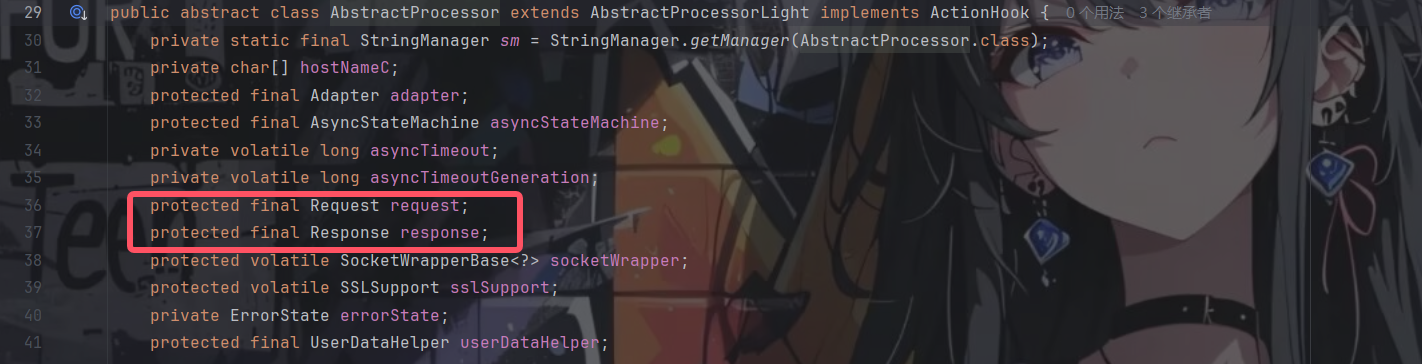 29 public abstract class AbstractProcessor extends AbstractProcessorLight implements ActionHook { 0 个用法 3 个继承者
30 private static final StringManager sm = StringManager.getManager(AbstractProcessor.class);
31 private char[] hostNameC;
32 protected final Adapter adapter;
33 protected final AsyncStateMachine asyncStateMachine;
34 private volatile long asyncTimeout;
35 private volatile long asyncTimeoutGeneration;
36 protected final Request request;
37 protected final Response response;
38 protected volatile SocketWrapperBase<?> socketWrapper;
39 protected volatile SSLSupport sslSupport;
40 private ErrorState errorState;
41 protected final UserDataHelper userDataHelper;